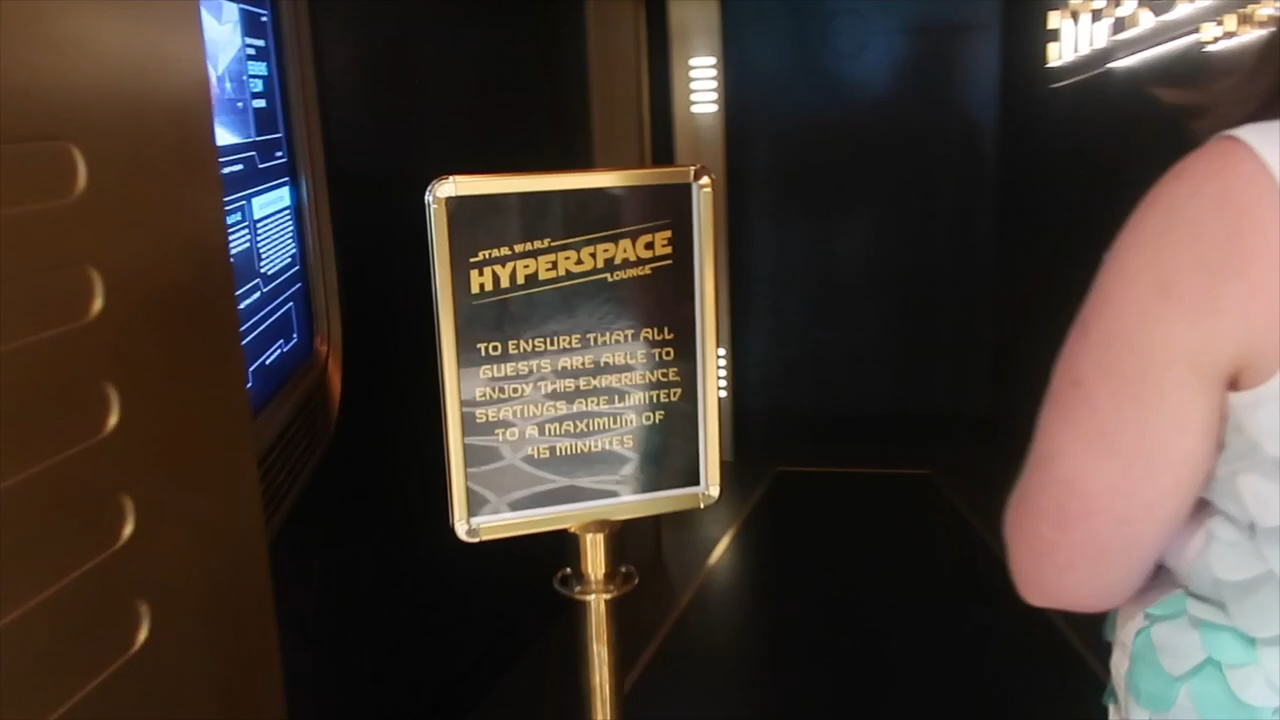 STAR WARS
HYPERSPACE
LOUNGE
TO ENSURE THAT ALL
GUESTS ARE ABLE TO
ENJOY THIS EXPERIENCE,
SEATINGS ARE LIMITED
TO A MAXIMUM OF
45 MINUTES